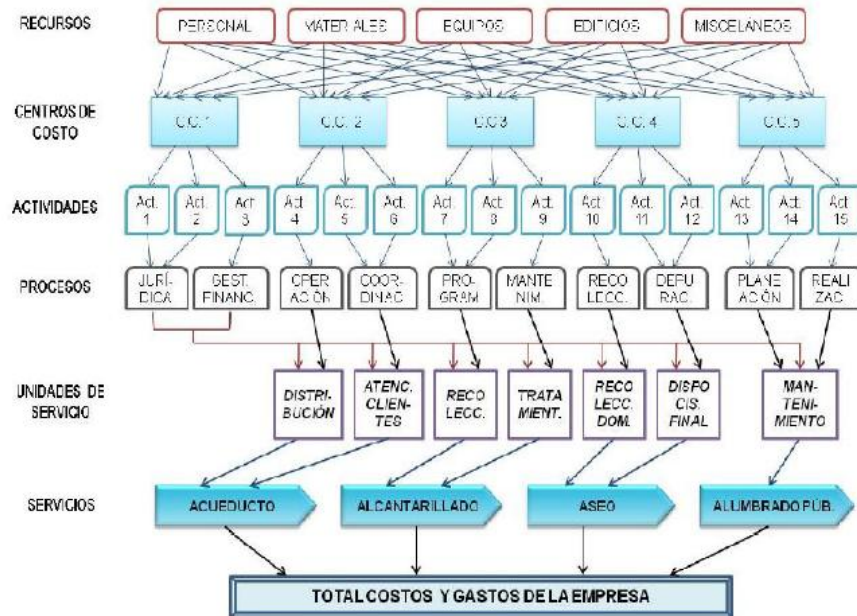 RECURSOS
PERSONAL
MATERIALES
EQUIPOS
EDIFICIOS
MISCELÁNEOS
CENTROS DE
COSTO
C.C. 1
C.C. 2
C.C.3
C.C. 4
C.C. 5
ACTIVIDADES
Act.
1
Act.
2
Act.
3
Act.
4
Act.
5
Act.
6
Act.
7
Act.
8
Act.
9
Act.
10
Act.
11
Act.
12
Act.
13
Act.
14
Act.
15
PROCESOS
JURÍ-
DICA
GEST.
FINANC.
OPER
ACIÓN
COOR-
DINAC.
PRO-
GRAM
MANTE
NIM.
RECO
LECC.
DEPU
RAC.
PLANE
ACIÓN
REALI
ZAC.
UNIDADES DE
SERVICIO
DISTRI-
BUCIÓN
ATENC.
CLIEN-
TES
RECO
LECC.
TRATA
MIENT.
RECO
LECC.
DOM.
DISPO
CIS.
FINAL
MAN-
TENI-
MIENTO
SERVICIOS
ACUEDUCTO
ALCANTARILLADO
ASEO
ALUMBRADO PÚB.
TOTAL COSTOS Y GASTOS DE LA EMPRESA